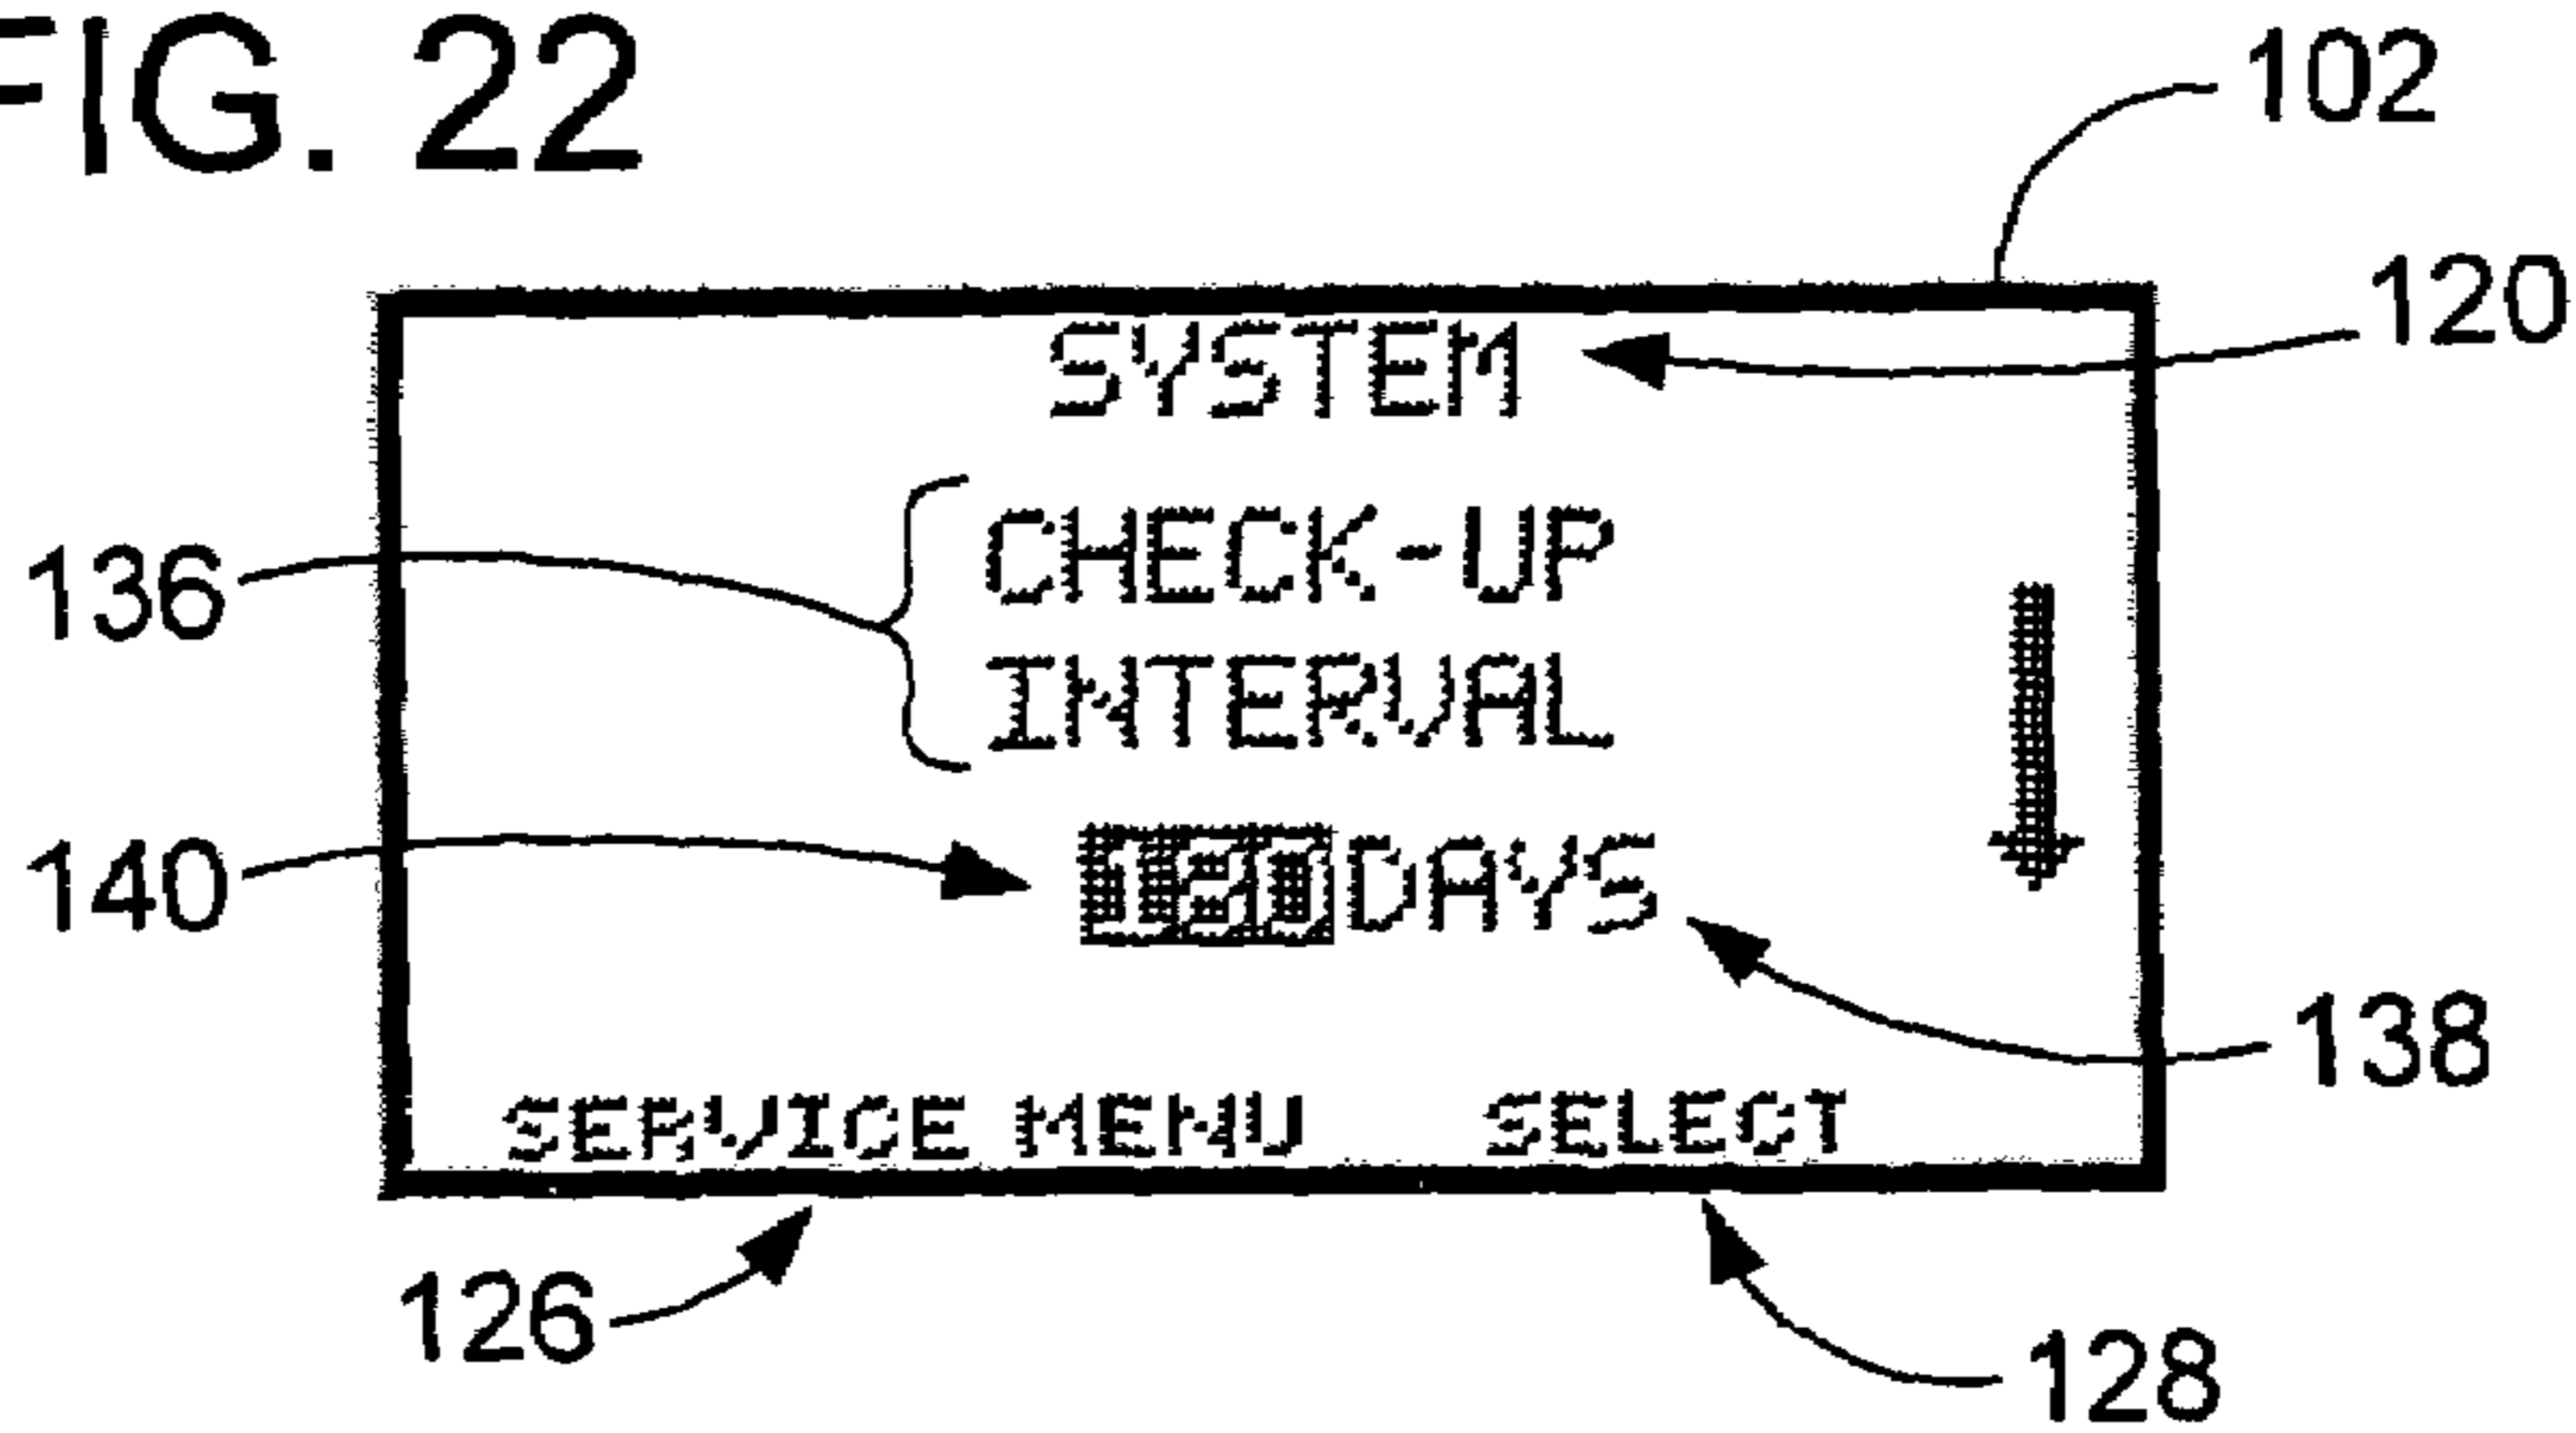 FIG. 22
102
120
SYSTEM
136
CHECK-UP
INTERVAL
140
DAYS
138
SERVICE MENU SELECT
126
128